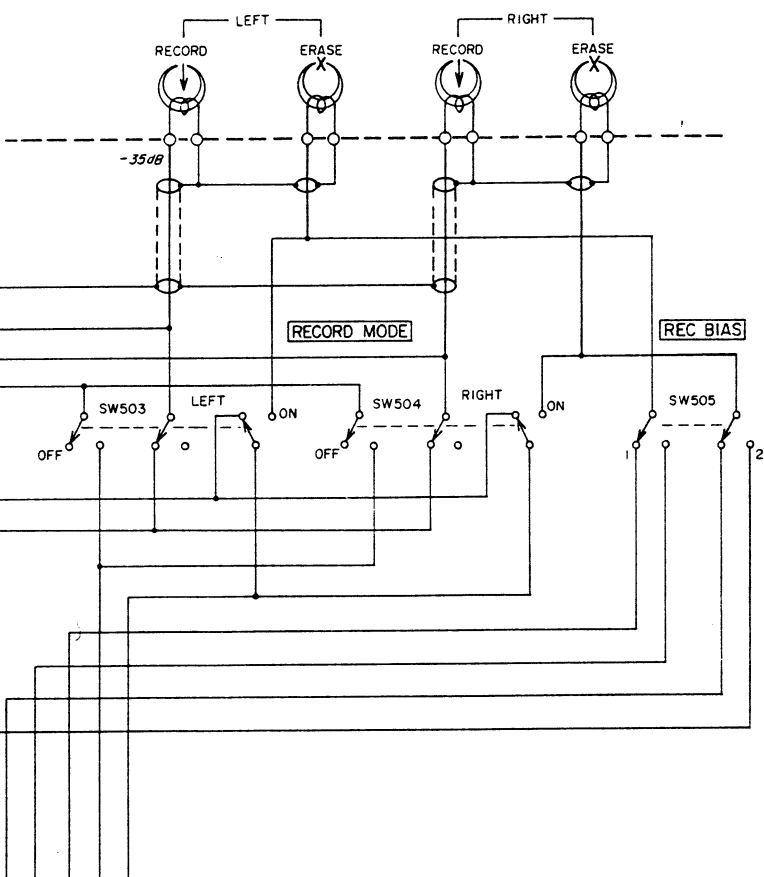 LEFT RIGHT
RECORD ERASE RECORD ERASE
X X
-35dB
RECORD MODE REC BIAS
SW503 LEFT ON SW504 RIGHT ON SW505
OFF OFF 1 2